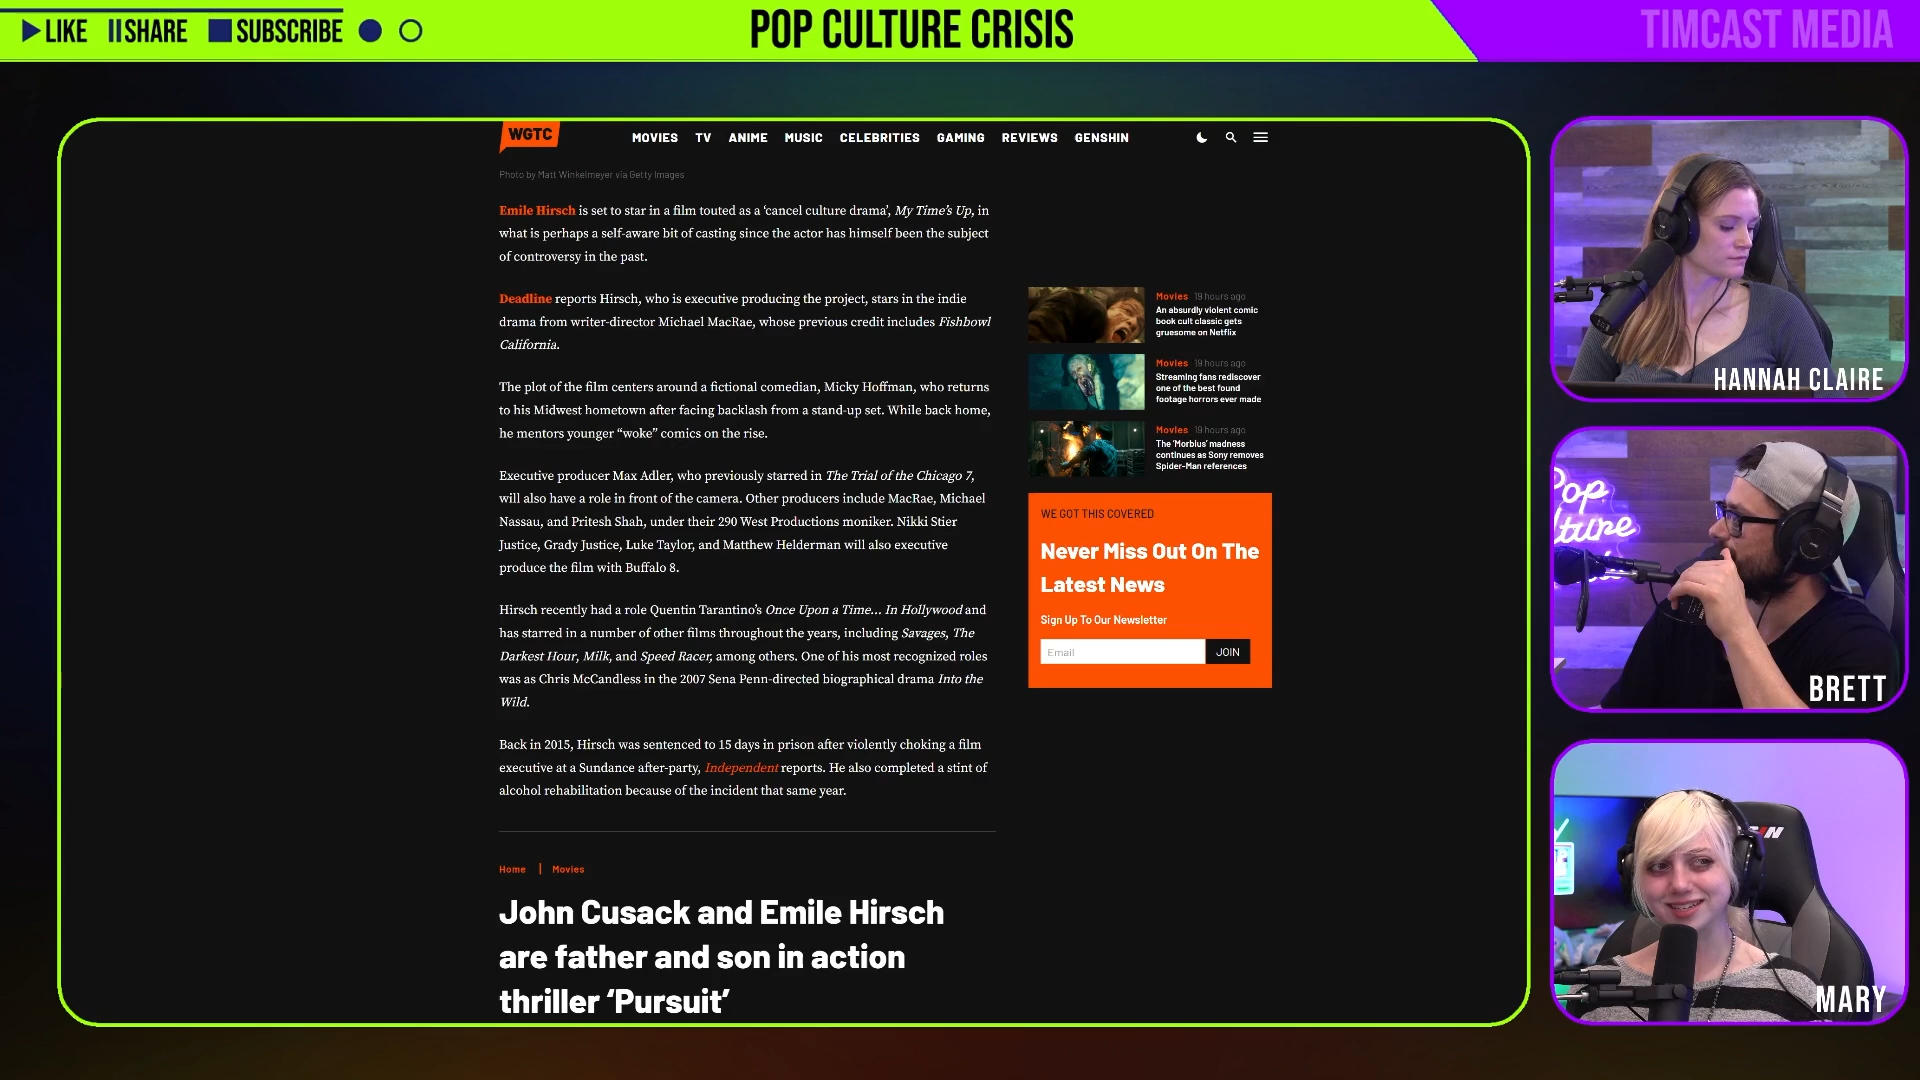 LIKE SHARE SUBSCRIBE
POP CULTURE CRISIS
TIMCAST MEDIA
WGTC
MOVIES TV ANIME MUSIC CELEBRITIES GAMING REVIEWS GENSHIN
Photo by Matt Winkelmeyer via Getty Images
Emile Hirsch is set to star in a film touted as a ‘cancel culture drama’, My Time’s Up, in
what is perhaps a self-aware bit of casting since the actor has himself been the subject
of controversy in the past.
Deadline reports Hirsch, who is executive producing the project, stars in the indie
drama from writer-director Michael MacRae, whose previous credit includes Fishbowl
California.
The plot of the film centers around a fictional comedian, Micky Hoffman, who returns
to his Midwest hometown after facing backlash from a stand-up set. While back home,
he mentors younger “woke” comics on the rise.
Executive producer Max Adler, who previously starred in The Trial of the Chicago 7,
will also have a role in front of the camera. Other producers include MacRae, Michael
Nassau, and Pritesh Shah, under their 290 West Productions moniker. Nikki Stier
Justice, Grady Justice, Luke Taylor, and Matthew Helderman will also executive
produce the film with Buffalo 8.
Hirsch recently had a role Quentin Tarantino’s Once Upon a Time… In Hollywood and
has starred in a number of other films throughout the years, including Savages, The
Darkest Hour, Milk, and Speed Racer, among others. One of his most recognized roles
was as Chris McCandless in the 2007 Sena Penn-directed biographical drama Into the
Wild.
Back in 2015, Hirsch was sentenced to 15 days in prison after violently choking a film
executive at a Sundance after-party, Independent reports. He also completed a stint of
alcohol rehabilitation because of the incident that same year.
Home | Movies
John Cusack and Emile Hirsch
are father and son in action
thriller ‘Pursuit’
Movies 19 hours ago
An absurdly violent comic
book cult classic gets
gruesome on Netflix
Movies 19 hours ago
Streaming fans rediscover
one of the best found
footage horrors ever made
Movies 19 hours ago
The ‘Morbius’ madness
continues as Sony removes
Spider-Man references
WE GOT THIS COVERED
Never Miss Out On The
Latest News
Sign Up To Our Newsletter
Email
JOIN
HANNAH CLAIRE
Pop
BRETT
MARY